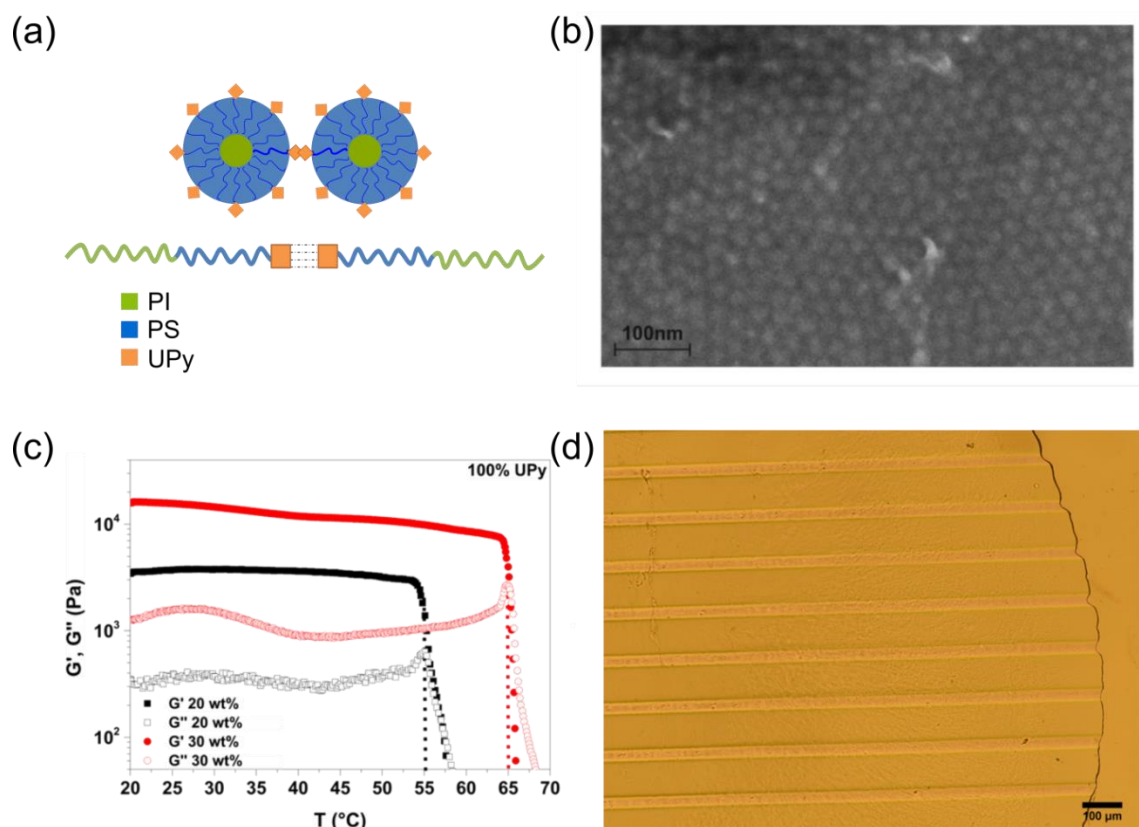 (a)
PI
PS
UPy
(b)
100nm
(c)
100% UPy
G', G'' (Pa)
10⁴
10³
10²
G' 20 wt%
G'' 20 wt%
G' 30 wt%
G'' 30 wt%
20 25 30 35 40 45 50 55 60 65 70
T (°C)
(d)
100 µm